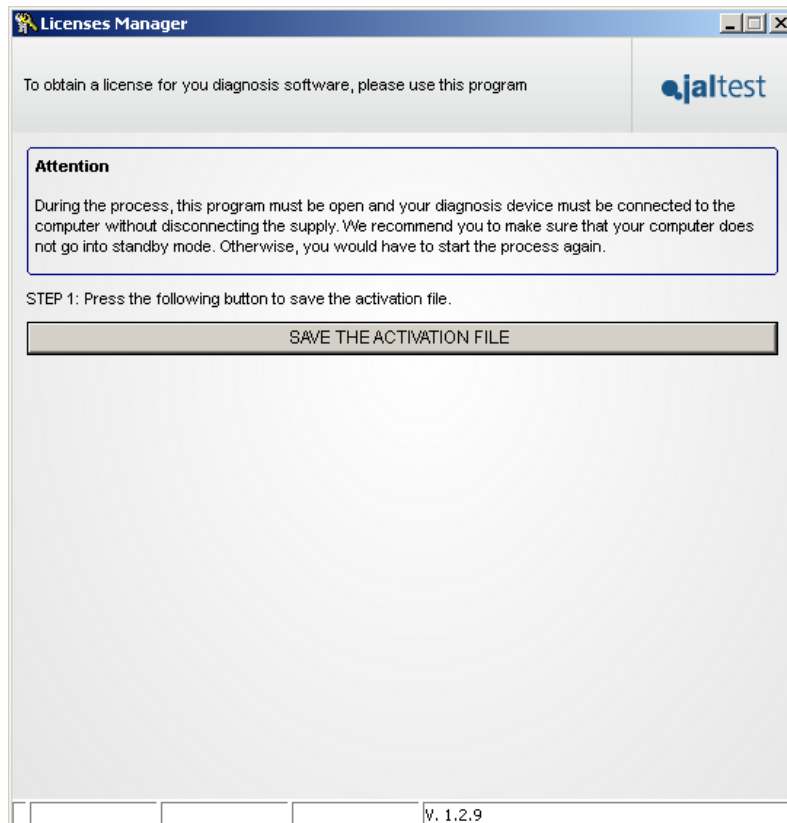 Licenses Manager
To obtain a license for you diagnosis software, please use this program
jaltest
Attention
During the process, this program must be open and your diagnosis device must be connected to the
computer without disconnecting the supply. We recommend you to make sure that your computer does
not go into standby mode. Otherwise, you would have to start the process again.
STEP 1: Press the following button to save the activation file.
SAVE THE ACTIVATION FILE
V. 1.2.9